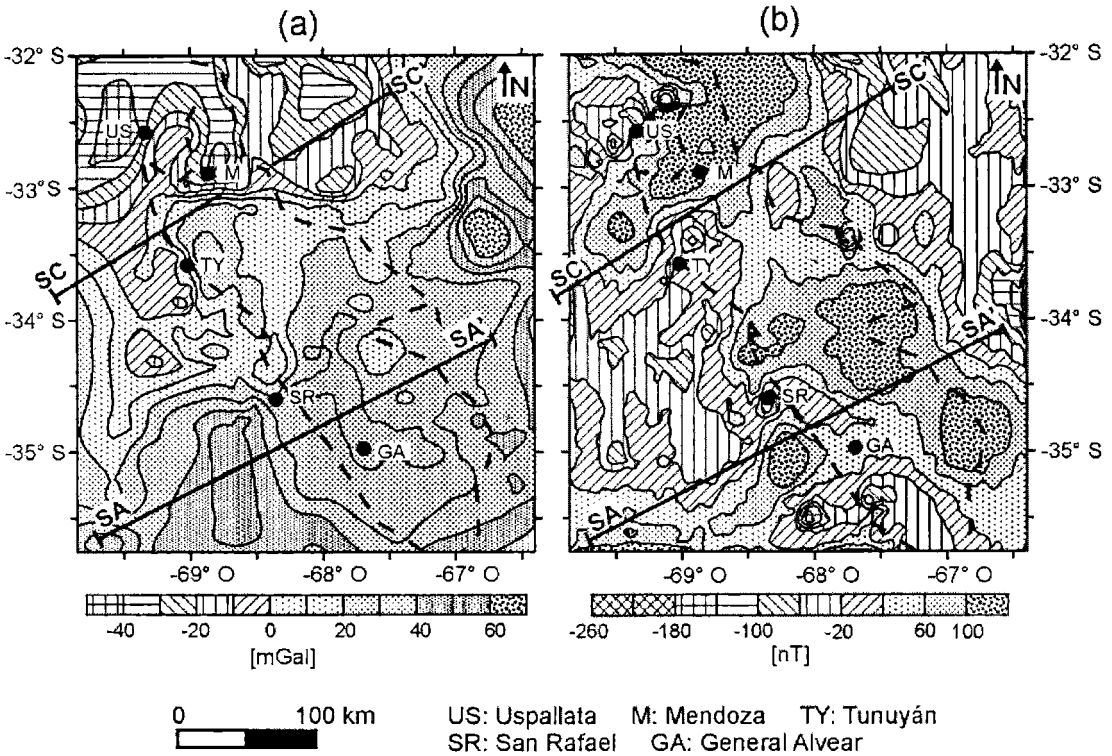 (a) (b)
-32° S -32° S
SC' SC'
N N
US US
M M
-33° S -33° S
SC SC
TY TY
-34° S -34° S
SA' SA'
SR SR
-35° S -35° S
GA GA
SA SA
-69° O -68° O -67° O -69° O -68° O -67° O
-40 -20 0 20 40 60 -260 -180 -100 -20 60 100
[mGal] [nT]
0 100 km
US: Uspallata M: Mendoza TY: Tunuyán
SR: San Rafael GA: General Alvear